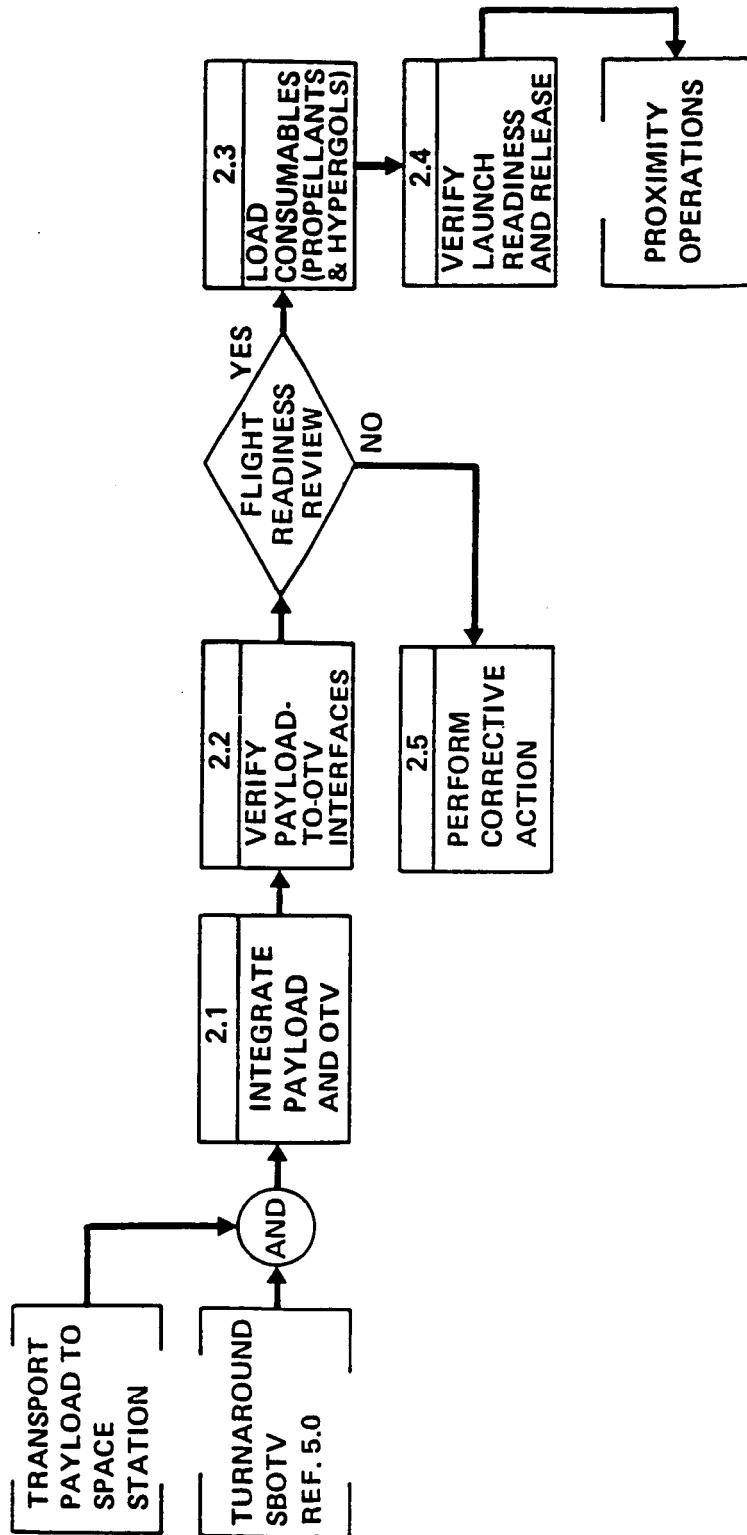 TRANSPORT
PAYLOAD TO
SPACE
STATION
TURNAROUND
SBOTV
REF. 5.0
AND
2.1
INTEGRATE
PAYLOAD
AND OTV
2.2
VERIFY
PAYLOAD-
TO-OTV
INTERFACES
FLIGHT
READINESS
REVIEW
YES
NO
2.3
LOAD
CONSUMABLES
(PROPELLANTS
& HYPERGOLS)
2.4
VERIFY
LAUNCH
READINESS
AND RELEASE
PROXIMITY
OPERATIONS
2.5
PERFORM
CORRECTIVE
ACTION